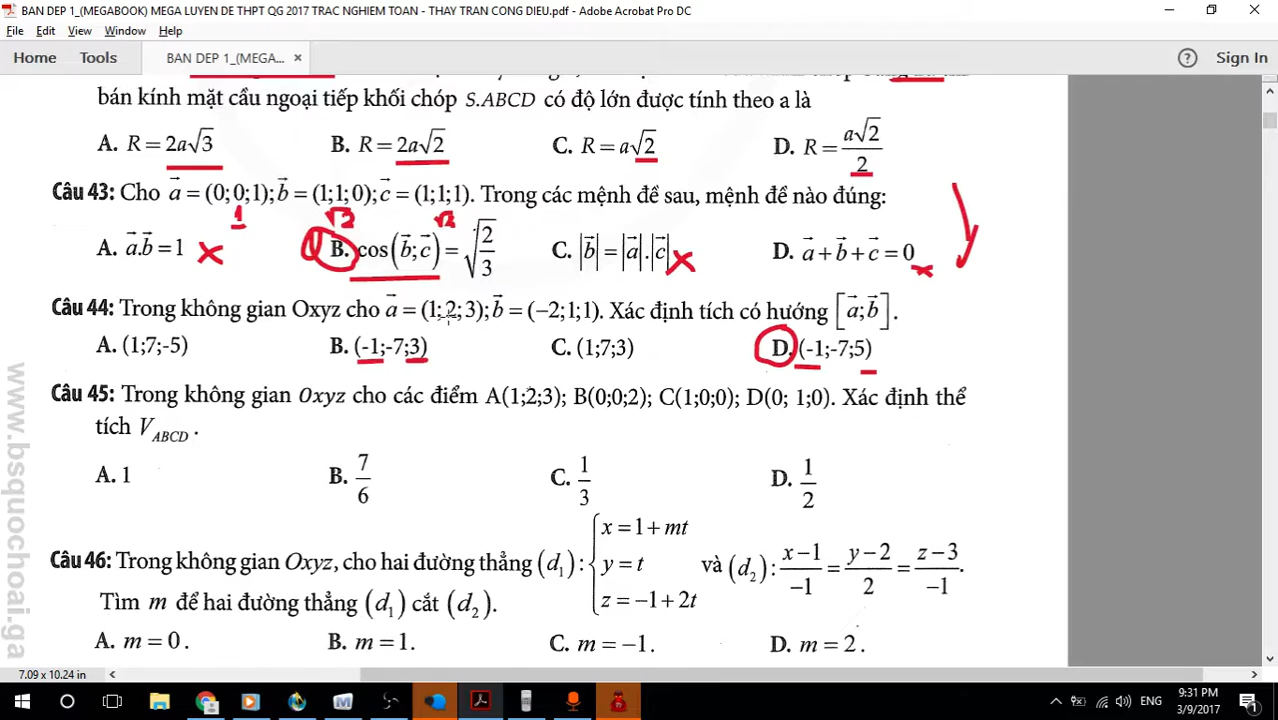 BAN DEP 1_(MEGABOOK) MEGA LUYEN DE THPT QG 2017 TRAC NGHIEM TOAN - THAY TRAN CONG DIEU.pdf - Adobe Acrobat Pro DC
File Edit View Window Help
Home Tools BAN DEP 1_(MEGA... × Sign In
bán kính mặt cầu ngoại tiếp khối chóp S.ABCD có độ lớn được tính theo a là
A. R = 2a√3 B. R = 2a√2 C. R = a√2 D. R = a√2/2
Câu 43: Cho a⃗ = (0;0;1); b⃗ = (1;1;0); c⃗ = (1;1;1). Trong các mệnh đề sau, mệnh đề nào đúng:
1 √2 √2
A. a⃗.b⃗ = 1 B. cos(b⃗;c⃗) = √(2/3) C. |b⃗| = |a⃗|.|c⃗| D. a⃗ + b⃗ + c⃗ = 0
Câu 44: Trong không gian Oxyz cho a⃗ = (1;2;3); b⃗ = (−2;1;1). Xác định tích có hướng [a⃗;b⃗].
A. (1;7;-5) B. (-1;-7;3) C. (1;7;3) D. (-1;-7;5)
Câu 45: Trong không gian Oxyz cho các điểm A(1;2;3); B(0;0;2); C(1;0;0); D(0; 1;0). Xác định thể
tích V_ABCD .
A. 1 B. 7/6 C. 1/3 D. 1/2
Câu 46: Trong không gian Oxyz, cho hai đường thẳng (d₁): { x = 1 + mt y = t z = −1 + 2t và (d₂): x−1/−1 = y−2/2 = z−3/−1.
Tìm m để hai đường thẳng (d₁) cắt (d₂).
A. m = 0. B. m = 1. C. m = −1. D. m = 2.
www.bsquochoai.ga
7.09 x 10.24 in
ENG 9:31 PM
3/9/2017